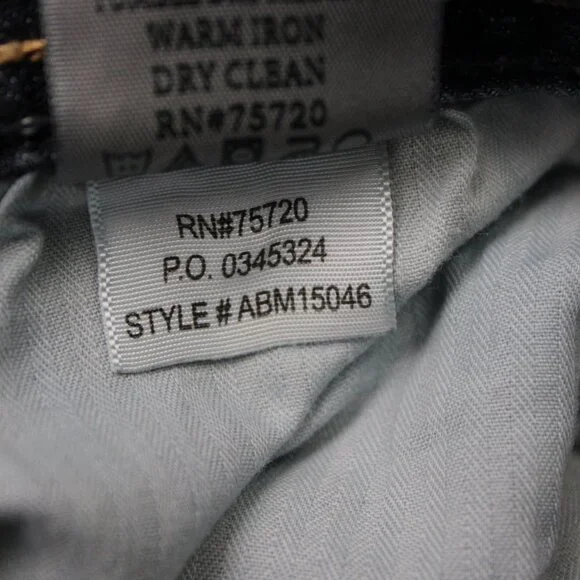 WARM IRON
DRY CLEAN
RN#75720
RN#75720
P.O. 0345324
STYLE # ABM15046